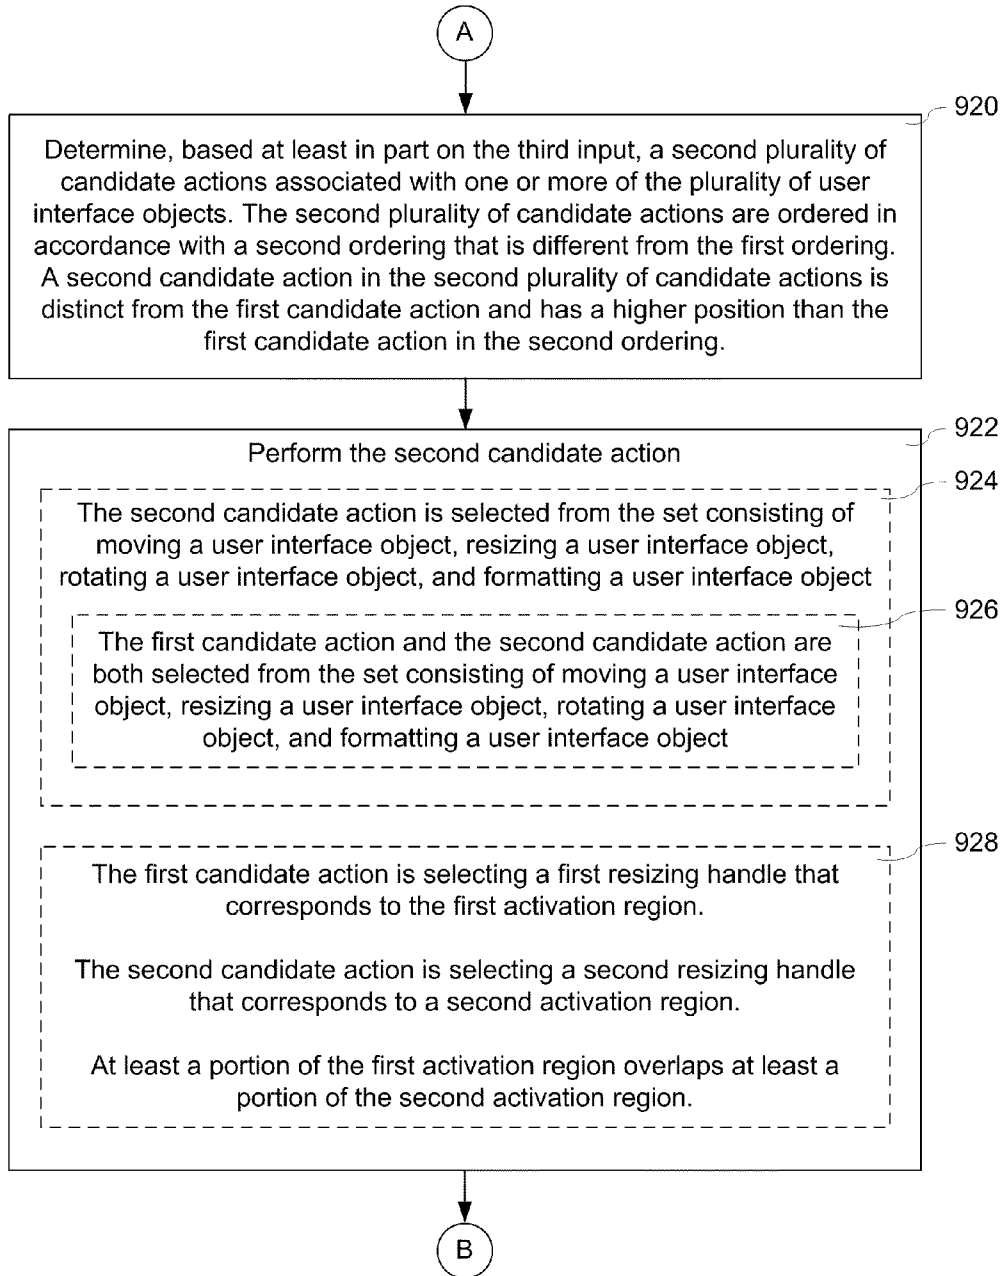 A
920
Determine, based at least in part on the third input, a second plurality of
candidate actions associated with one or more of the plurality of user
interface objects. The second plurality of candidate actions are ordered in
accordance with a second ordering that is different from the first ordering.
A second candidate action in the second plurality of candidate actions is
distinct from the first candidate action and has a higher position than the
first candidate action in the second ordering.
922
Perform the second candidate action
924
The second candidate action is selected from the set consisting of
moving a user interface object, resizing a user interface object,
rotating a user interface object, and formatting a user interface object
926
The first candidate action and the second candidate action are
both selected from the set consisting of moving a user interface
object, resizing a user interface object, rotating a user interface
object, and formatting a user interface object
928
The first candidate action is selecting a first resizing handle that
corresponds to the first activation region.
The second candidate action is selecting a second resizing handle
that corresponds to a second activation region.
At least a portion of the first activation region overlaps at least a
portion of the second activation region.
B